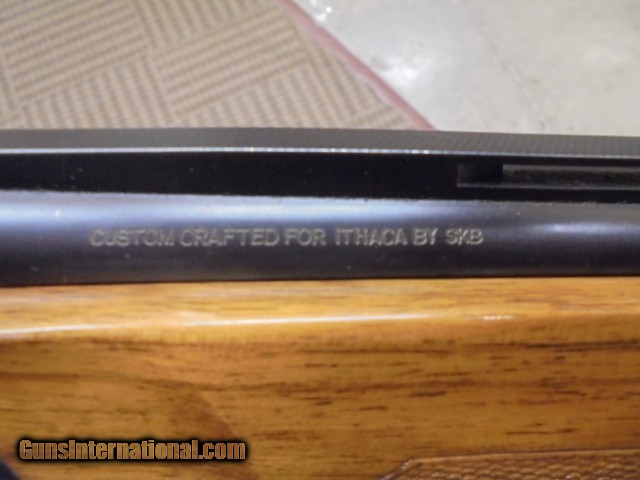 CUSTOM CRAFTED FOR ITHACA BY SKB
GunsInternational.com